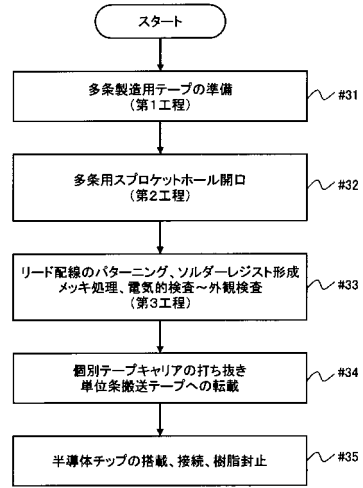 スタート
多条製造用テープの準備
(第1工程)
#31
多条用スプロケットホール開口
(第2工程)
#32
リード配線のパターニング、ソルダーレジスト形成
メッキ処理、電気的検査~外観検査
(第3工程)
#33
個別テープキャリアの打ち抜き
単位条搬送テープへの転載
#34
半導体チップの搭載、接続、樹脂封止
#35